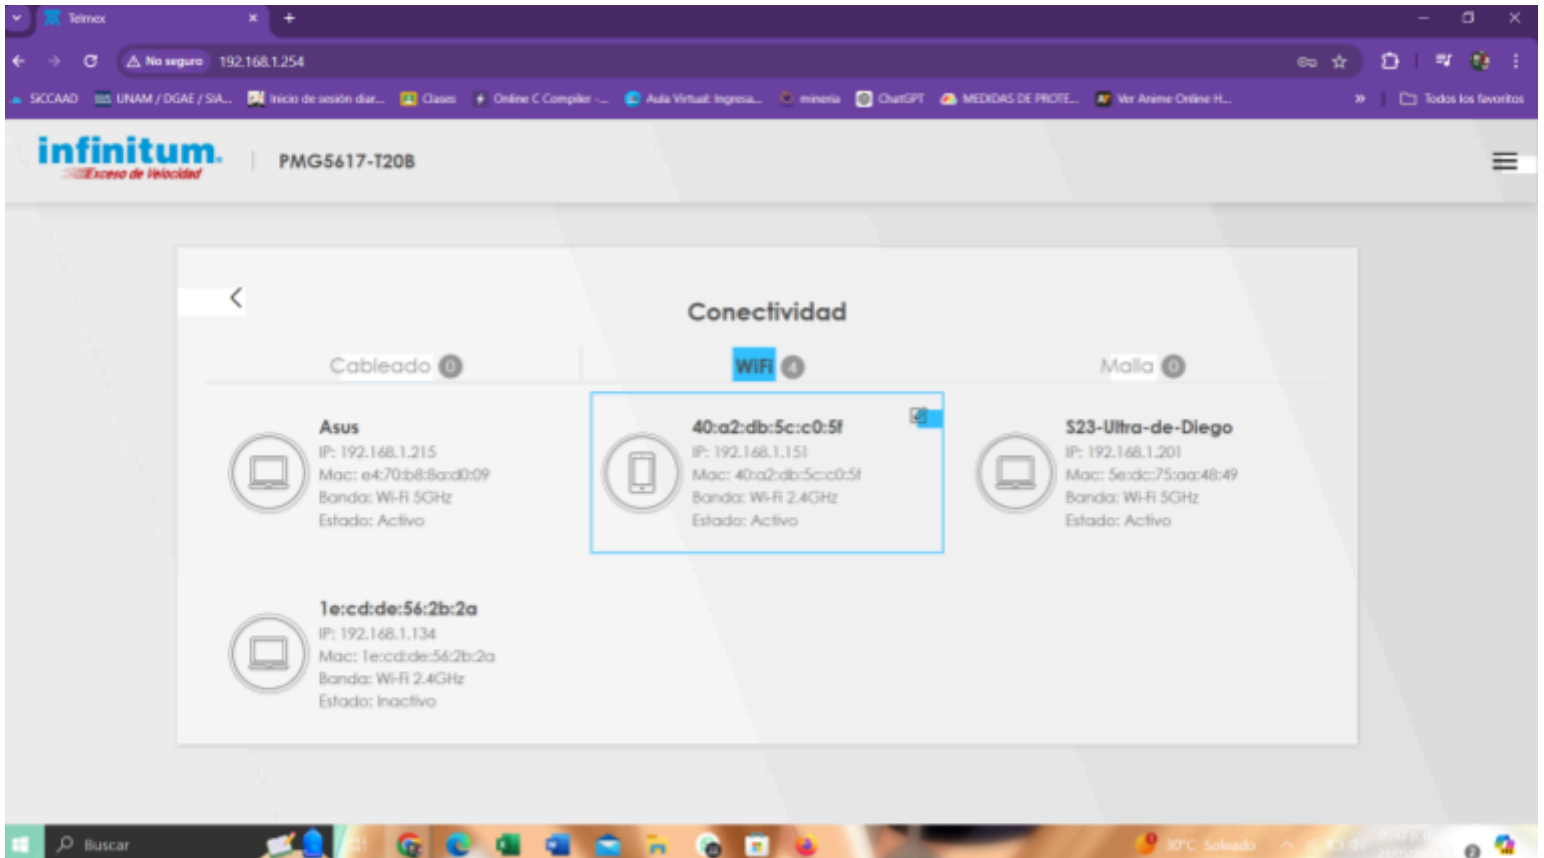 Telmex
No seguro 192.168.1.254
SICCAAD UNAM / DGAE / SIA... Inicio de sesión diar... Clases Online C Compiler -... Aula Virtual: Ingresa... mineria ChatGPT MEDIDAS DE PROTE... Ver Anime Online H... Todos los favoritos
infinitum. PMG5617-T20B
Exceso de Velocidad
Conectividad
Cableado 0 WiFi 4 Malla 0
Asus
IP: 192.168.1.215
Mac: e4:70:b8:8a:d0:09
Banda: Wi-Fi 5GHz
Estado: Activo
40:a2:db:5c:c0:5f
IP: 192.168.1.151
Mac: 40:a2:db:5c:c0:5f
Banda: Wi-Fi 2.4GHz
Estado: Activo
S23-Ultra-de-Diego
IP: 192.168.1.201
Mac: 5e:dc:75:aa:48:49
Banda: Wi-Fi 5GHz
Estado: Activo
1e:cd:de:56:2b:2a
IP: 192.168.1.134
Mac: 1e:cd:de:56:2b:2a
Banda: Wi-Fi 2.4GHz
Estado: Inactivo
Buscar 30°C Soleado